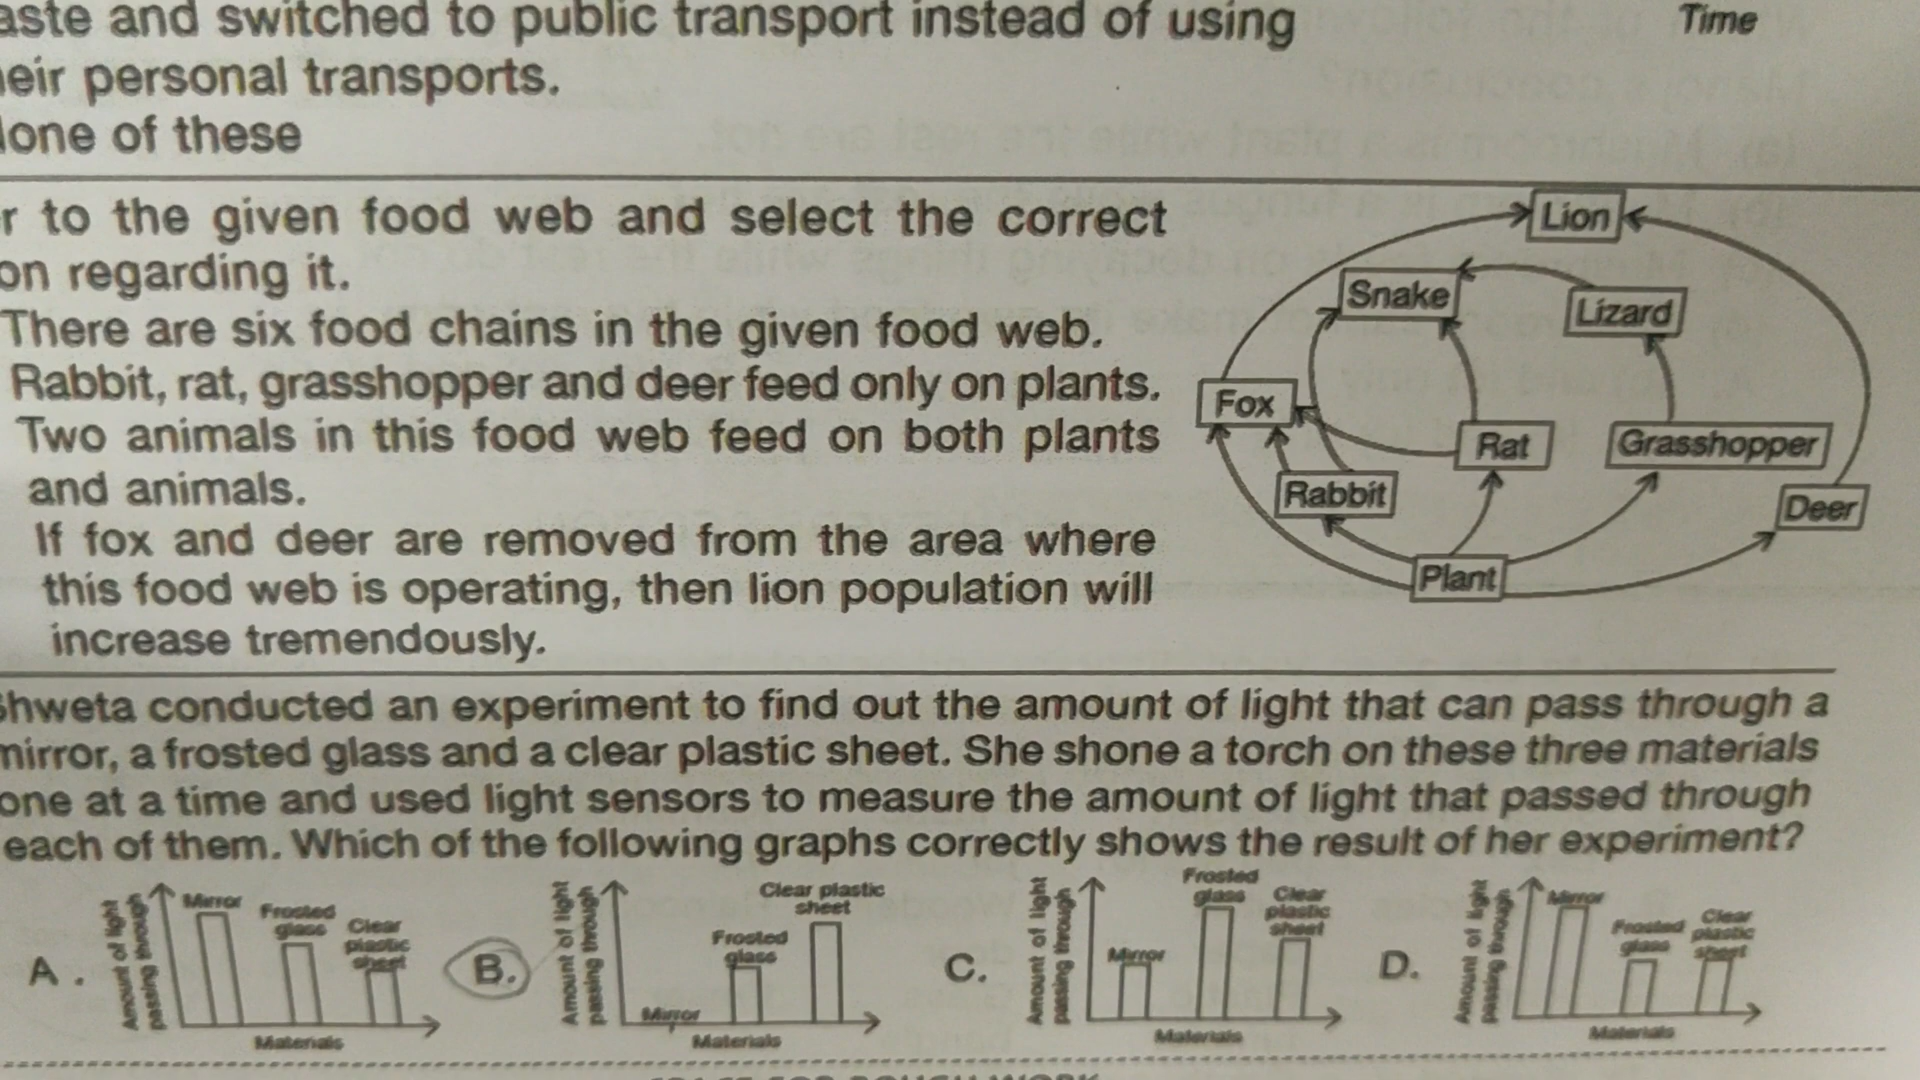 aste and switched to public transport instead of using
eir personal transports.
one of these
Time
r to the given food web and select the correct
on regarding it.
There are six food chains in the given food web.
Rabbit, rat, grasshopper and deer feed only on plants.
Two animals in this food web feed on both plants
and animals.
If fox and deer are removed from the area where
this food web is operating, then lion population will
increase tremendously.
Lion
Snake
Lizard
Fox
Rat
Grasshopper
Rabbit
Deer
Plant
Shweta conducted an experiment to find out the amount of light that can pass through a
mirror, a frosted glass and a clear plastic sheet. She shone a torch on these three materials
one at a time and used light sensors to measure the amount of light that passed through
each of them. Which of the following graphs correctly shows the result of her experiment?
A.
Amount of light
passing through
Mirror
Frosted
glass
Clear
plastic
sheet
Materials
B.
Amount of light
passing through
Mirror
Frosted
glass
Clear plastic
sheet
Materials
C.
Amount of light
passing through
Mirror
Frosted
glass
Clear
plastic
sheet
Materials
D.
Amount of light
passing through
Mirror
Frosted
glass
Clear
plastic
sheet
Materials